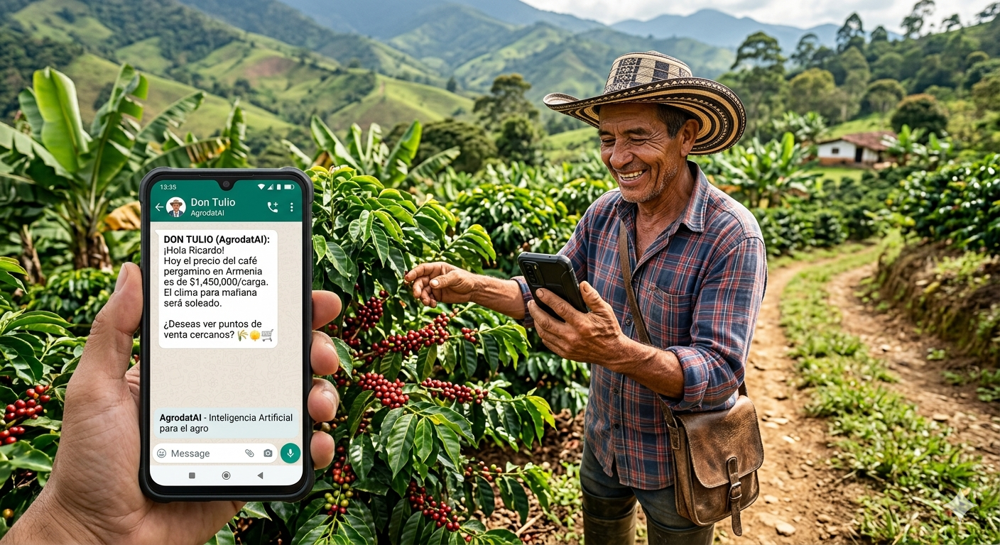 13:35
Don Tulio
AgrodatAI
DON TULIO (AgrodatAI):
¡Hola Ricardo!
Hoy el precio del café
pergamino en Armenia
es de $1,450,000/carga.
El clima para mañana
será soleado.
¿Deseas ver puntos de
venta cercanos? 🌾☀️🛒
AgrodatAI - Inteligencia Artificial
para el agro
Message